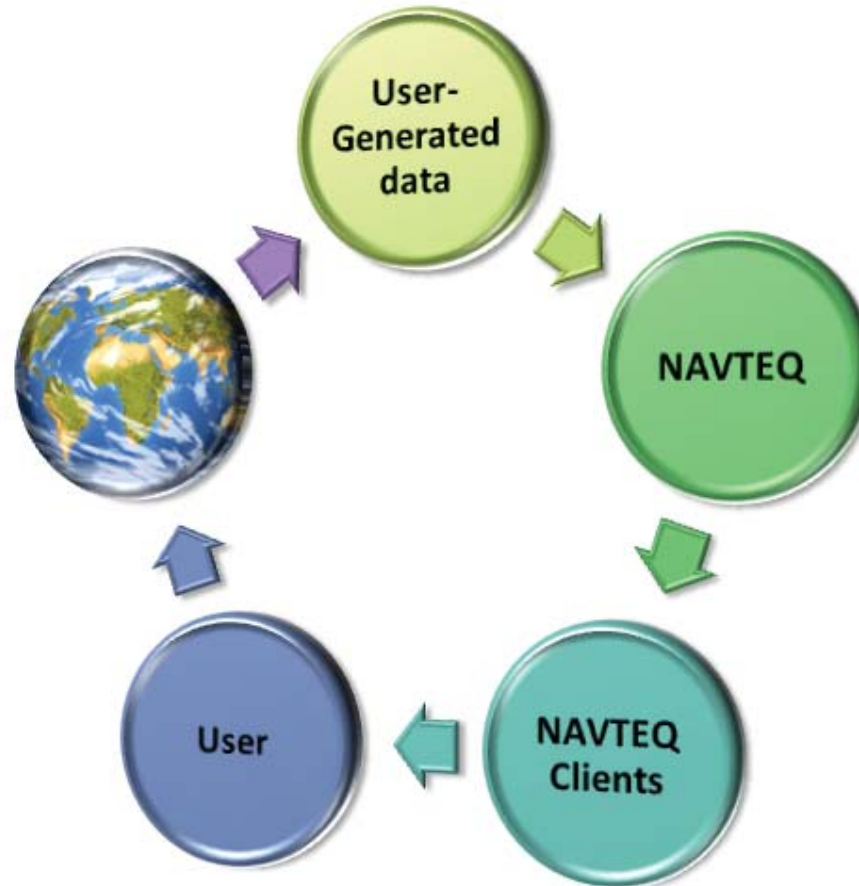 User-
Generated
data
NAVTEQ
NAVTEQ
Clients
User